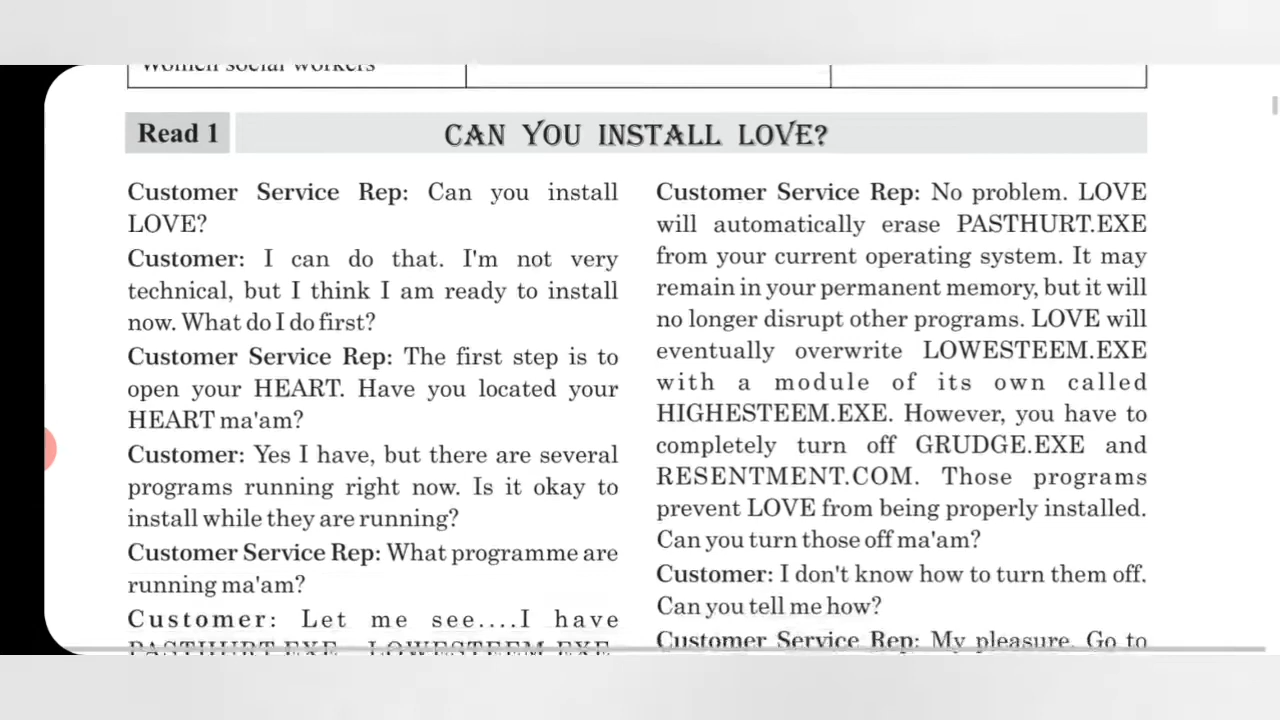 Women social workers
Read 1
CAN YOU INSTALL LOVE?
Customer Service Rep: Can you install
LOVE?
Customer: I can do that. I'm not very
technical, but I think I am ready to install
now. What do I do first?
Customer Service Rep: The first step is to
open your HEART. Have you located your
HEART ma'am?
Customer: Yes I have, but there are several
programs running right now. Is it okay to
install while they are running?
Customer Service Rep: What programme are
running ma'am?
Customer: Let me see....I have
PASTHURT.EXE, LOWESTEEM.EXE,
Customer Service Rep: No problem. LOVE
will automatically erase PASTHURT.EXE
from your current operating system. It may
remain in your permanent memory, but it will
no longer disrupt other programs. LOVE will
eventually overwrite LOWESTEEM.EXE
with a module of its own called
HIGHESTEEM.EXE. However, you have to
completely turn off GRUDGE.EXE and
RESENTMENT.COM. Those programs
prevent LOVE from being properly installed.
Can you turn those off ma'am?
Customer: I don't know how to turn them off.
Can you tell me how?
Customer Service Rep: My pleasure. Go to